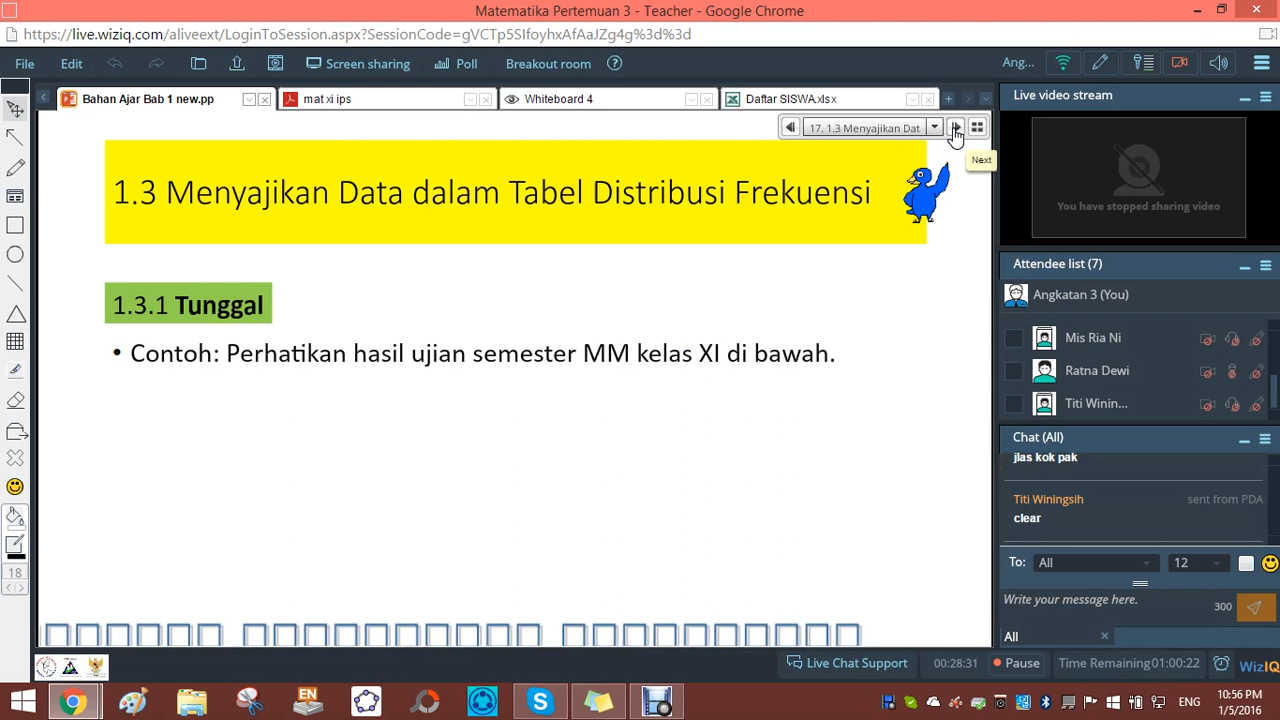 Matematika Pertemuan 3 - Teacher - Google Chrome
https://live.wiziq.com/aliveext/LoginToSession.aspx?SessionCode=gVCTp5SIfoyhxAfAaJZg4g%3d%3d
File Edit Screen sharing Poll Breakout room Ang...
Bahan Ajar Bab 1 new.pp mat xi ips Whiteboard 4 Daftar SISWA.xlsx
Live video stream
17. 1.3 Menyajikan Dat
Next
You have stopped sharing video
1.3 Menyajikan Data dalam Tabel Distribusi Frekuensi
1.3.1 Tunggal
• Contoh: Perhatikan hasil ujian semester MM kelas XI di bawah.
Attendee list (7)
Angkatan 3 (You)
Mis Ria Ni
Ratna Dewi
Titi Winin...
Chat (All)
jlas kok pak
Titi Winingsih sent from PDA
clear
To: All 12
Write your message here. 300
All
18
Live Chat Support 00:28:31 Pause Time Remaining 01:00:22 WizIQ
EN
ENG
10:56 PM
1/5/2016